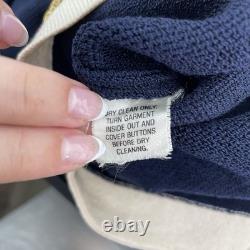 DRY CLEAN ONLY:
TURN GARMENT
INSIDE OUT AND
COVER BUTTONS
BEFORE DRY
CLEANING.
ebay